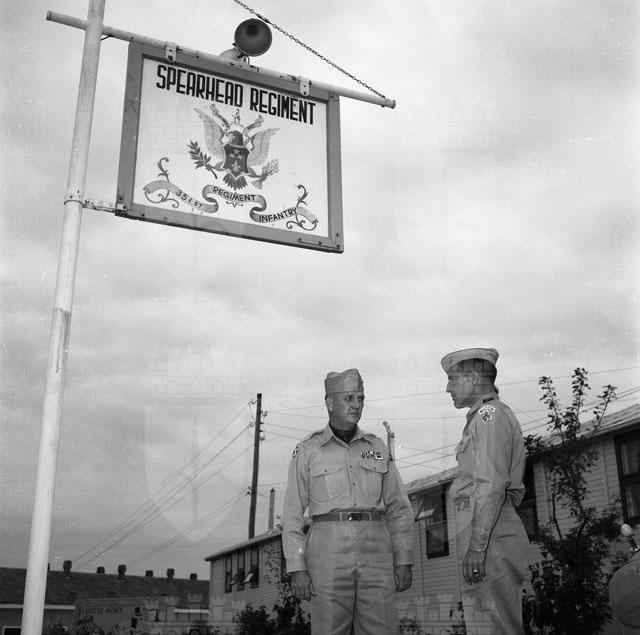 SPEARHEAD REGIMENT
351ST. REGIMENT INFANTRY